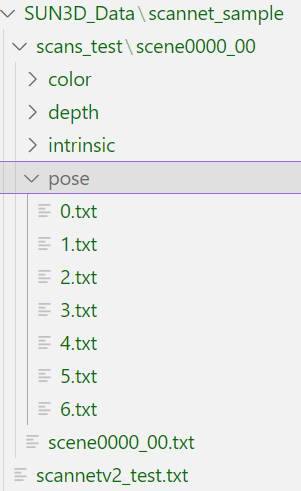 SUN3D_Data\scannet_sample
scans_test\scene0000_00
color
depth
intrinsic
pose
0.txt
1.txt
2.txt
3.txt
4.txt
5.txt
6.txt
scene0000_00.txt
scannetv2_test.txt